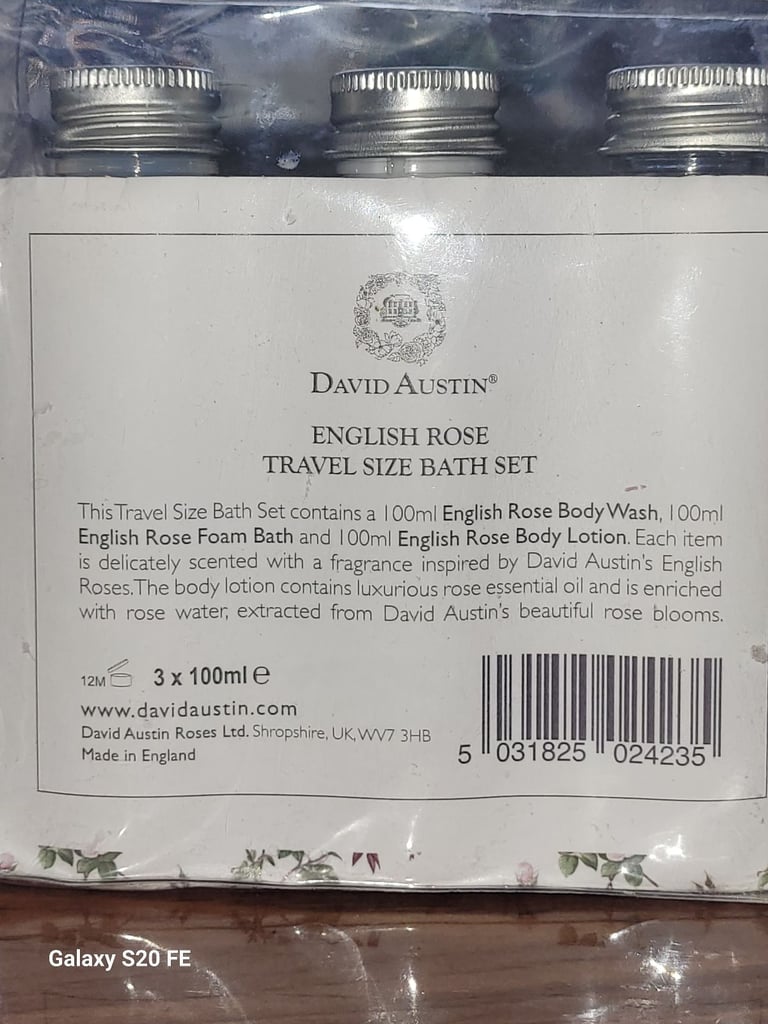 DAVID AUSTIN®
ENGLISH ROSE
TRAVEL SIZE BATH SET
This Travel Size Bath Set contains a 100ml English Rose Body Wash, 100ml
English Rose Foam Bath and 100ml English Rose Body Lotion. Each item
is delicately scented with a fragrance inspired by David Austin's English
Roses. The body lotion contains luxurious rose essential oil and is enriched
with rose water, extracted from David Austin's beautiful rose blooms.
12M 3 x 100ml ℮
www.davidaustin.com
David Austin Roses Ltd. Shropshire, UK, WV7 3HB
Made in England
5 031825 024235
Galaxy S20 FE